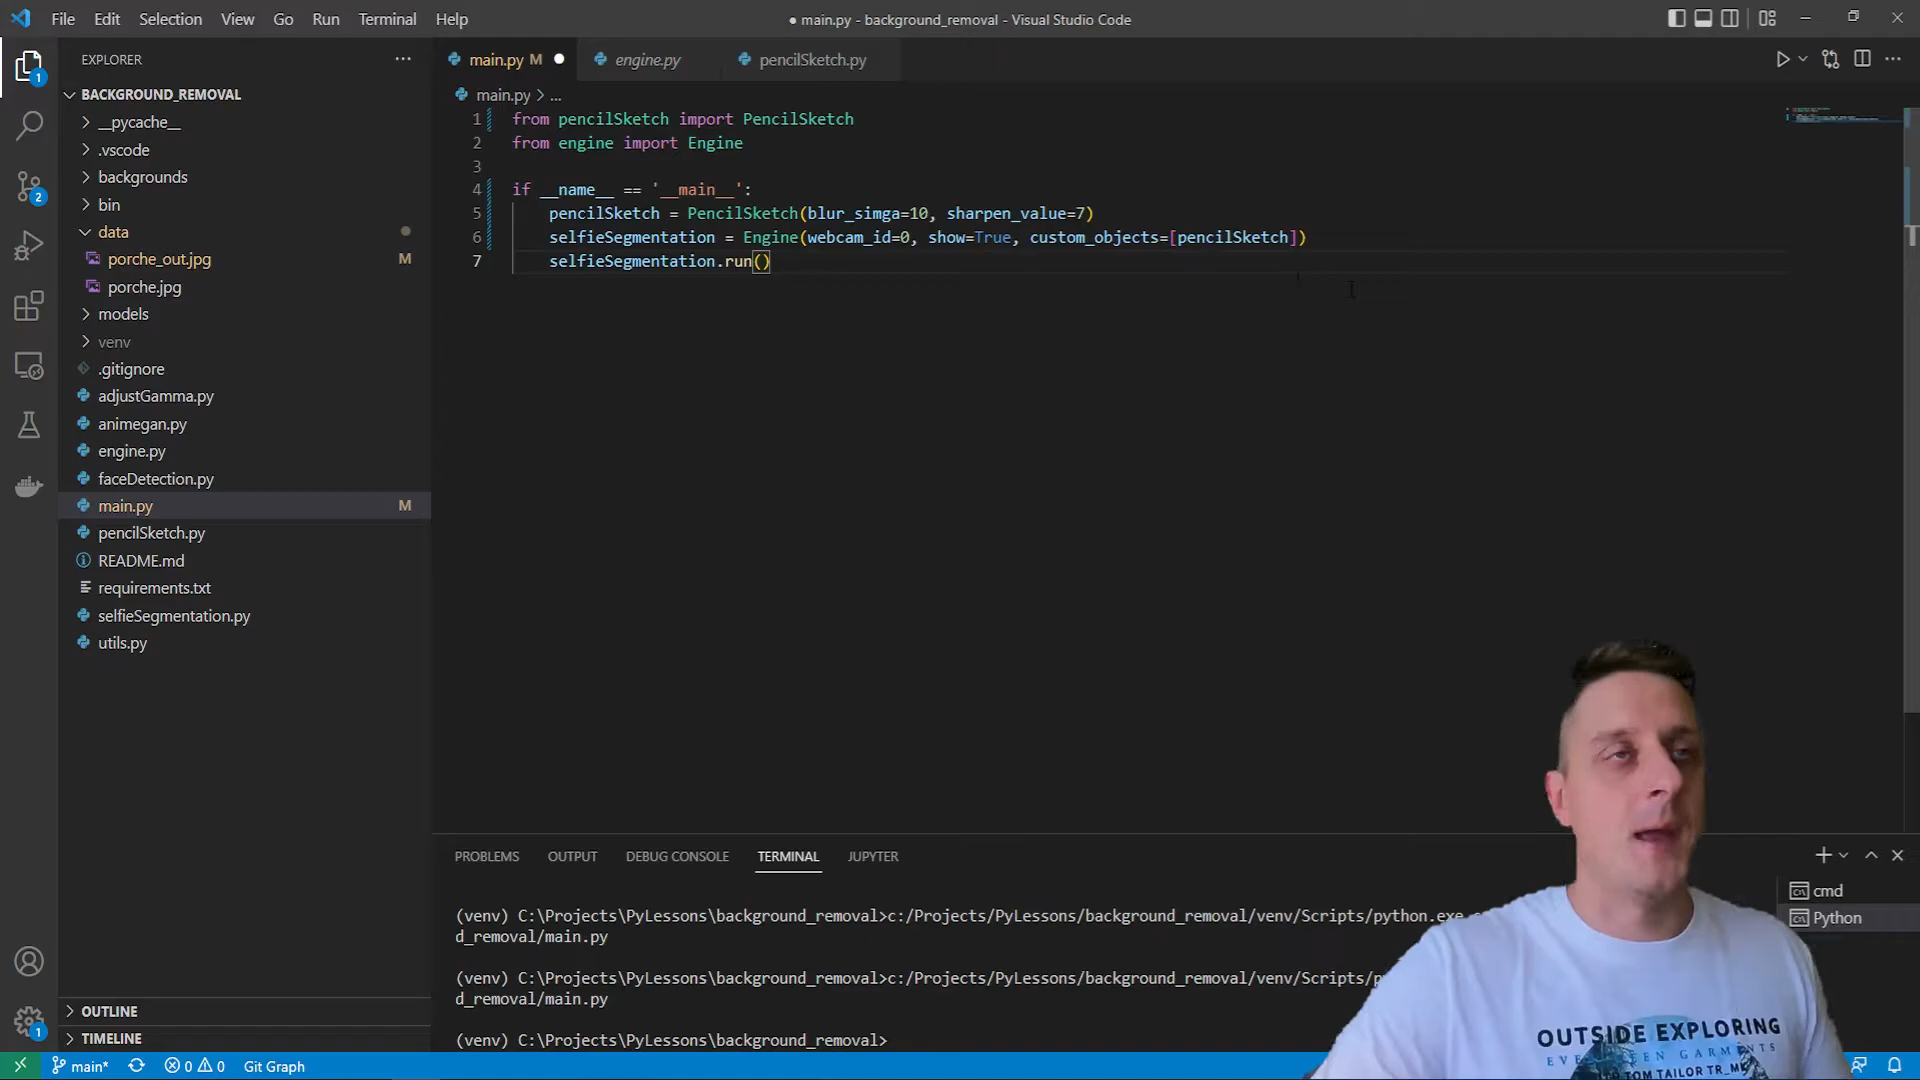 File Edit Selection View Go Run Terminal Help
● main.py - background_removal - Visual Studio Code
EXPLORER
main.py M
engine.py
pencilSketch.py
BACKGROUND_REMOVAL
main.py > ...
__pycache__
.vscode
backgrounds
bin
data
porche_out.jpg M
porche.jpg
models
venv
.gitignore
adjustGamma.py
animegan.py
engine.py
faceDetection.py
main.py M
pencilSketch.py
README.md
requirements.txt
selfieSegmentation.py
utils.py
OUTLINE
TIMELINE
1
2
1
1 from pencilSketch import PencilSketch
2 from engine import Engine
3
4 if __name__ == '__main__':
5 pencilSketch = PencilSketch(blur_simga=10, sharpen_value=7)
6 selfieSegmentation = Engine(webcam_id=0, show=True, custom_objects=[pencilSketch])
7 selfieSegmentation.run()
PROBLEMS OUTPUT DEBUG CONSOLE TERMINAL JUPYTER
cmd
Python
(venv) C:\Projects\PyLessons\background_removal>c:/Projects/PyLessons/background_removal/venv/Scripts/python.exe
d_removal/main.py
(venv) C:\Projects\PyLessons\background_removal>c:/Projects/PyLessons/background_removal/venv/Scripts/
d_removal/main.py
(venv) C:\Projects\PyLessons\background_removal>
OUTSIDE EXPLORING
GARMENTS
TOM TAILOR
main* 0 0 Git Graph